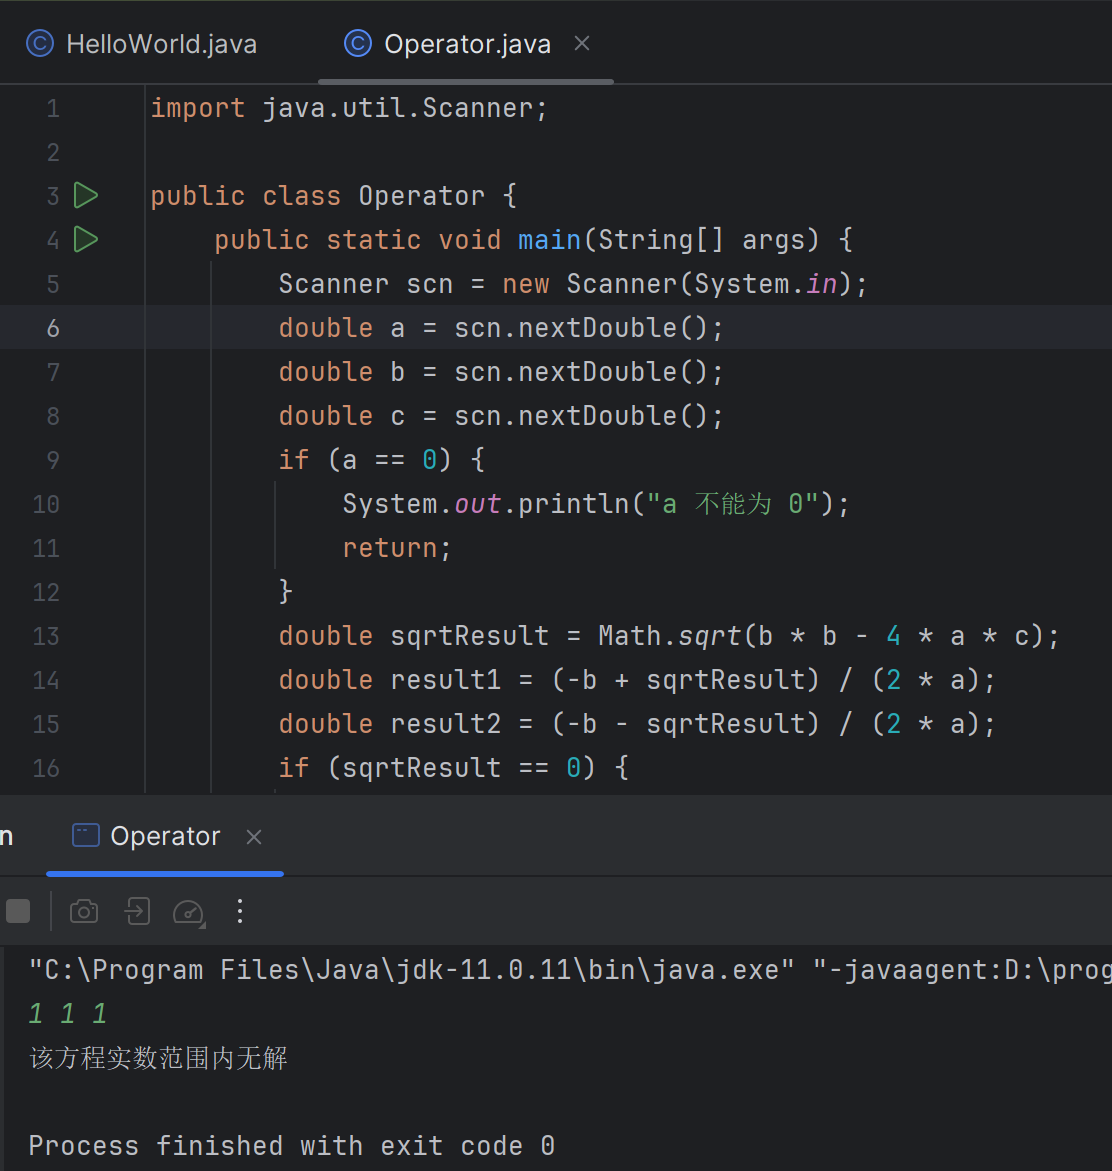 HelloWorld.java Operator.java
1 import java.util.Scanner;
2
3 public class Operator {
4 public static void main(String[] args) {
5 Scanner scn = new Scanner(System.in);
6 double a = scn.nextDouble();
7 double b = scn.nextDouble();
8 double c = scn.nextDouble();
9 if (a == 0) {
10 System.out.println("a 不能为 0");
11 return;
12 }
13 double sqrtResult = Math.sqrt(b * b - 4 * a * c);
14 double result1 = (-b + sqrtResult) / (2 * a);
15 double result2 = (-b - sqrtResult) / (2 * a);
16 if (sqrtResult == 0) {
n Operator
"C:\Program Files\Java\jdk-11.0.11\bin\java.exe" "-javaagent:D:\prog
1 1 1
该方程实数范围内无解
Process finished with exit code 0